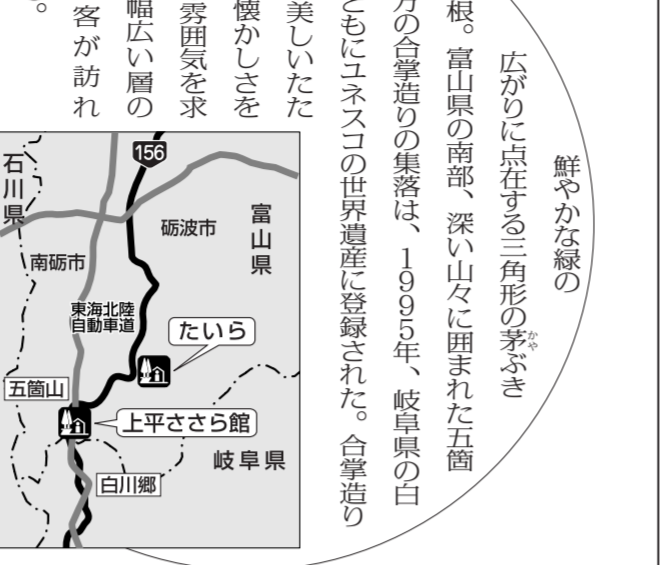 鮮やかな緑の
広がりに点在する三角形の茅ぶき
かや
根。富山県の南部、深い山々に囲まれた五箇
方の合掌造りの集落は、1995年、岐阜県の白
ともにユネスコの世界遺産に登録された。合掌造り
美しいたた
懐かしさを
雰囲気を求
幅広い層の
客が訪れ
。
156
石川県
富山県
砺波市
南砺市
東海北陸
自動車道
たいら
五箇山
上平ささら館
岐阜県
白川郷